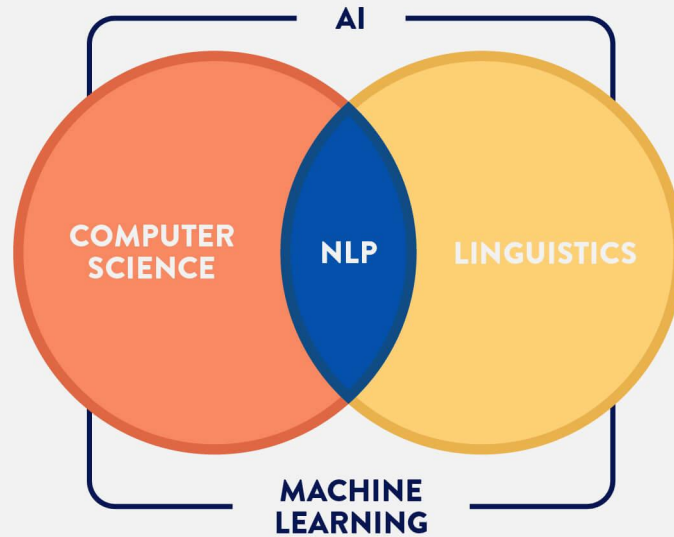 AI
COMPUTER
SCIENCE
NLP
LINGUISTICS
MACHINE
LEARNING